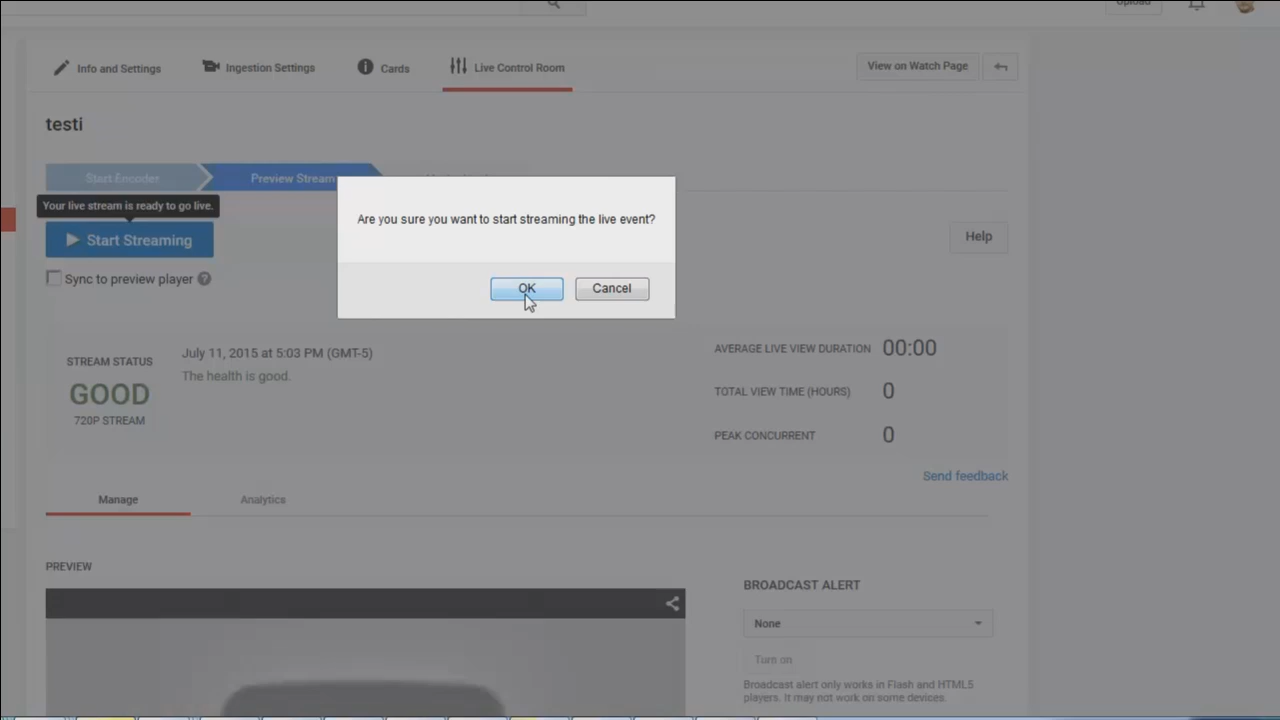 Upload
Info and Settings
Ingestion Settings
Cards
Live Control Room
View on Watch Page
testi
Start Encoder
Preview Stream
Your live stream is ready to go live.
Are you sure you want to start streaming the live event?
Start Streaming
Help
Sync to preview player ?
OK
Cancel
STREAM STATUS
GOOD
720P STREAM
July 11, 2015 at 5:03 PM (GMT-5)
The health is good.
AVERAGE LIVE VIEW DURATION 00:00
TOTAL VIEW TIME (HOURS) 0
PEAK CONCURRENT 0
Send feedback
Manage
Analytics
PREVIEW
BROADCAST ALERT
None
Turn on
Broadcast alert only works in Flash and HTML5
players. It may not work on some devices.